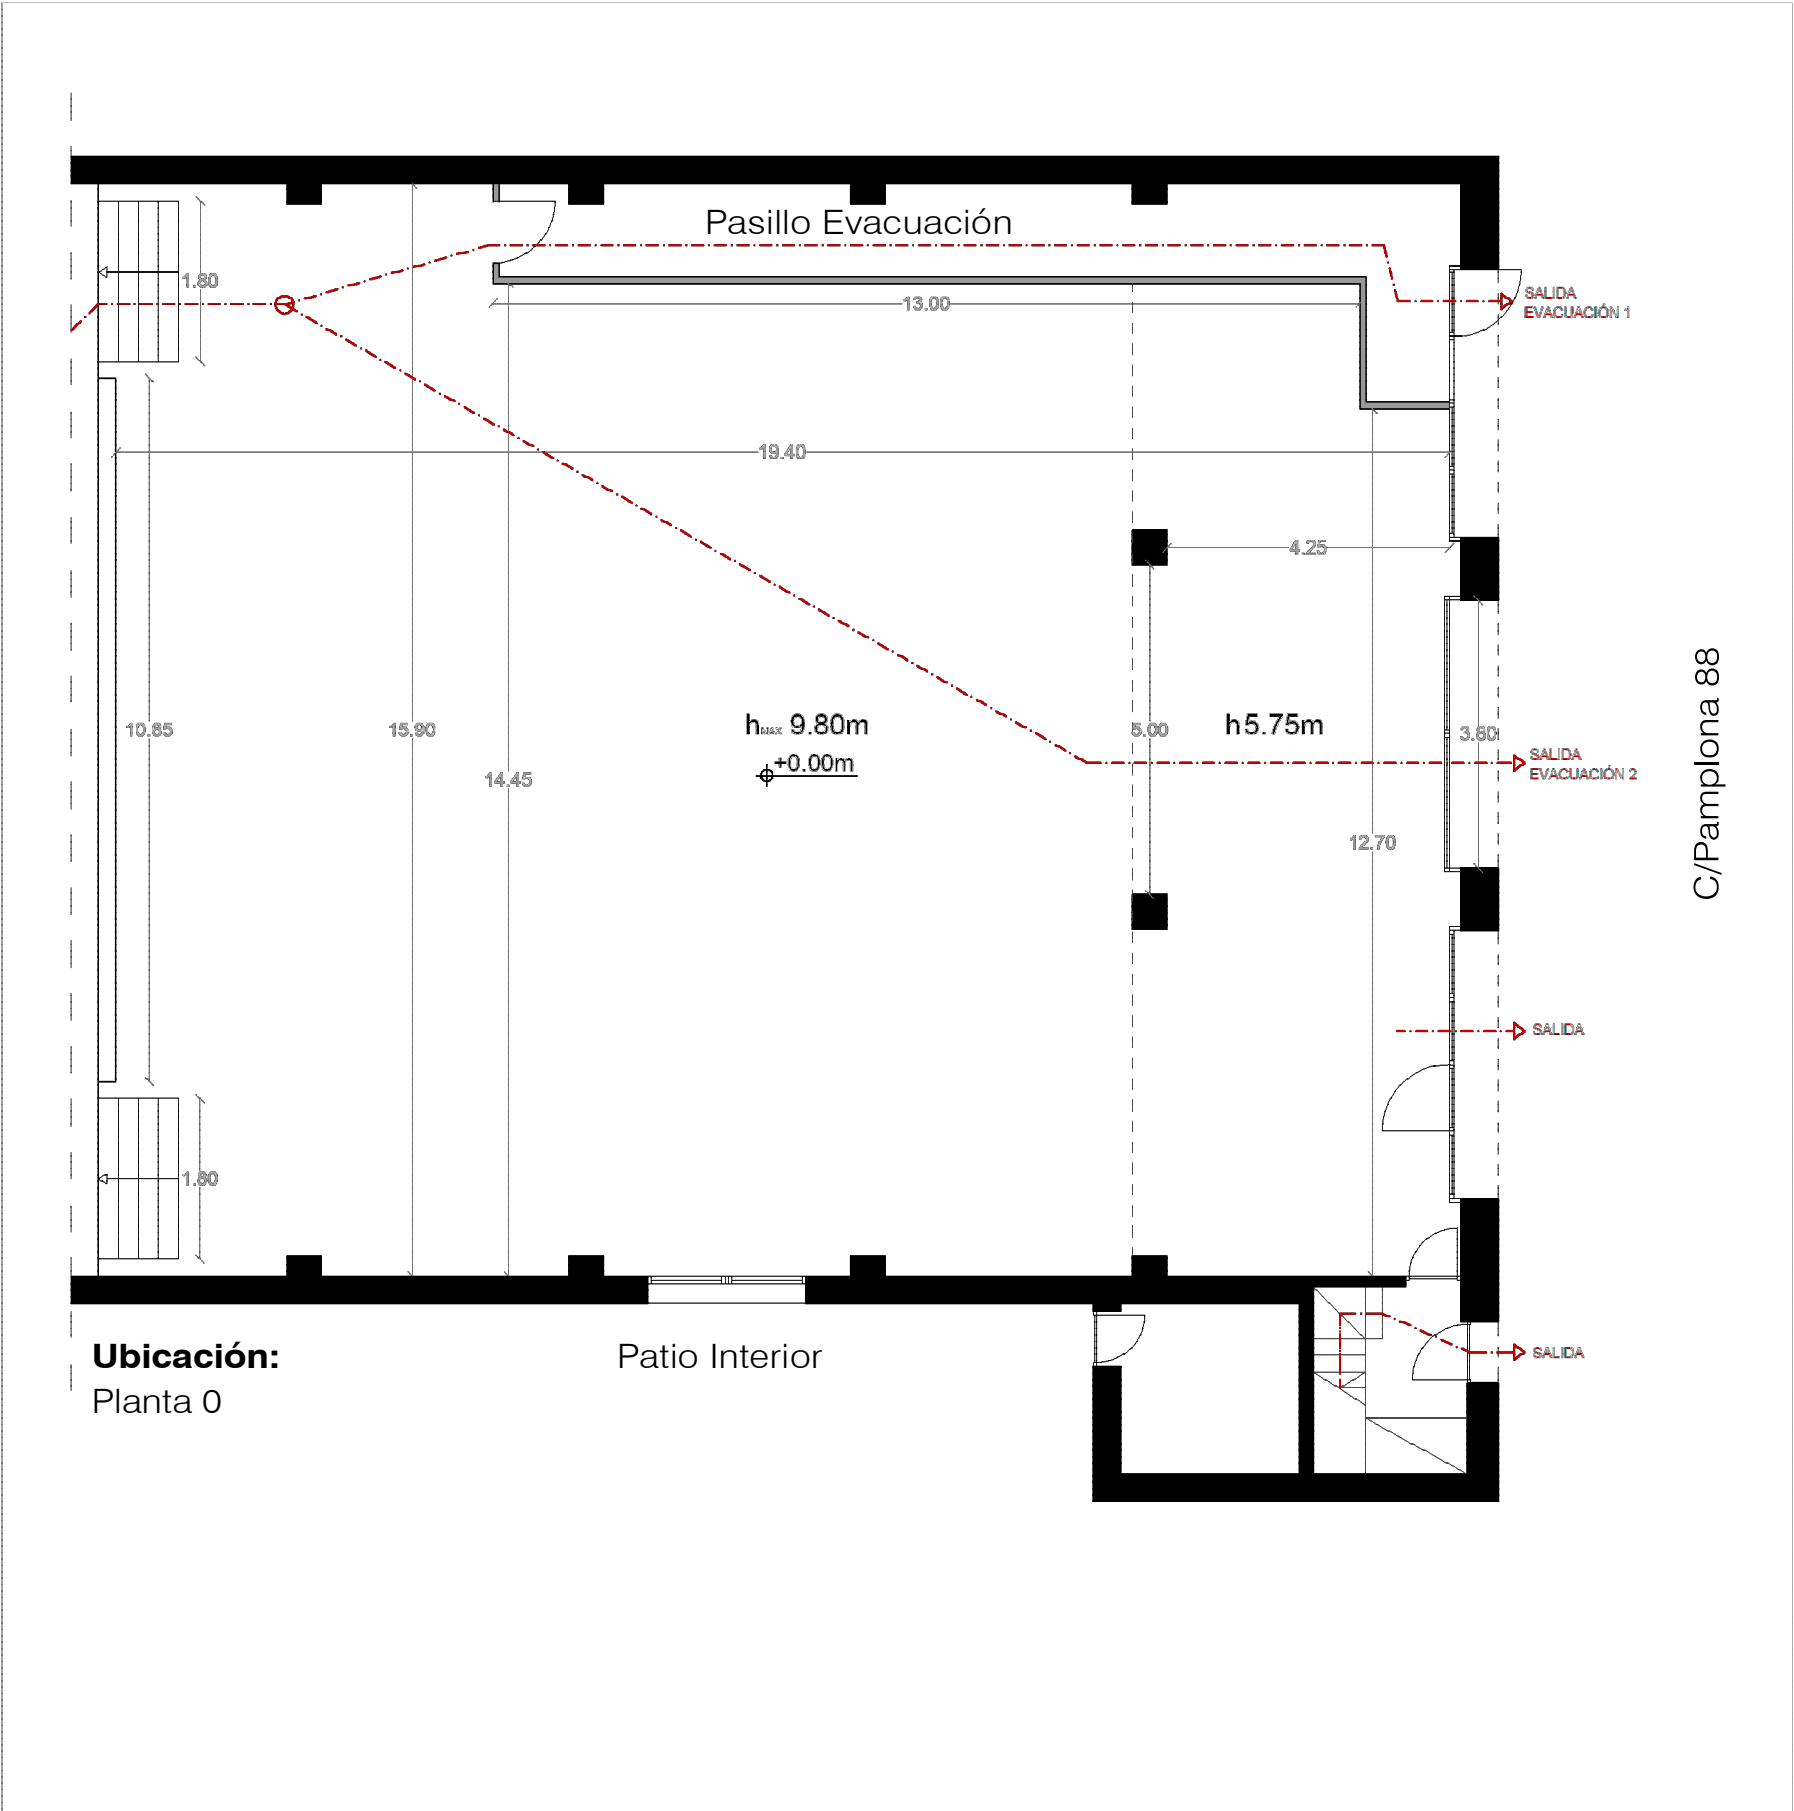 Pasillo Evacuación
1.80
13.00
SALIDA
EVACUACIÓN 1
19.40
4.25
10.85
15.90
14.45
hMAX 9.80m
+0.00m
5.00
h5.75m
3.80
SALIDA
EVACUACIÓN 2
C/Pamplona 88
12.70
SALIDA
1.80
Ubicación:
Planta 0
Patio Interior
SALIDA